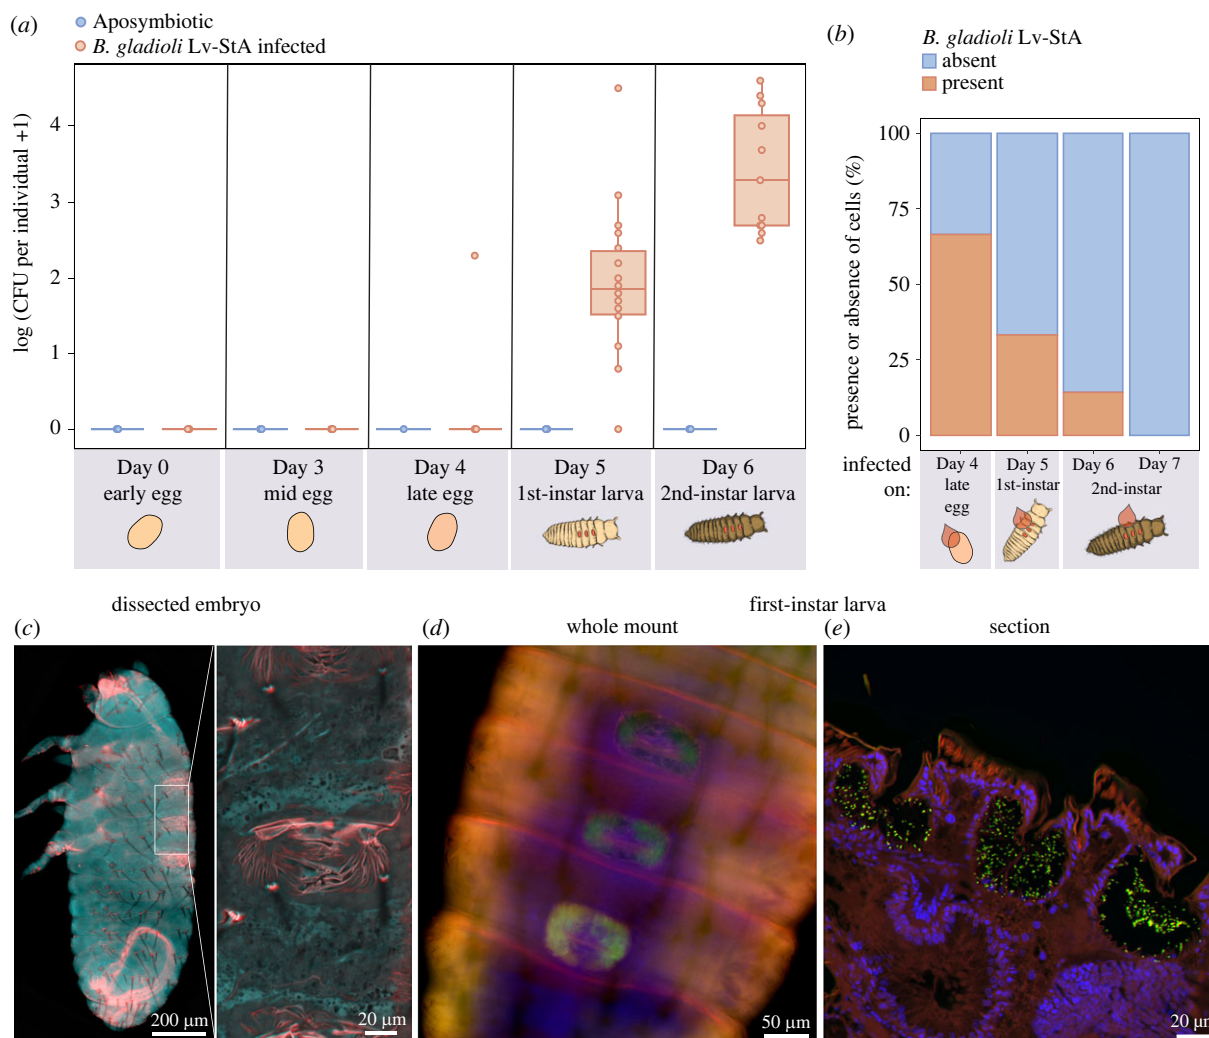 (a)
Aposymbiotic
B. gladioli Lv-StA infected
log (CFU per individual +1)
4
3
2
1
0
Day 0
early egg
Day 3
mid egg
Day 4
late egg
Day 5
1st-instar larva
Day 6
2nd-instar larva
(b)
B. gladioli Lv-StA
absent
present
presence or absence of cells (%)
100
75
50
25
0
infected
on:
Day 4
late
egg
Day 5
1st-instar
Day 6
Day 7
2nd-instar
dissected embryo
first-instar larva
(c)
(d)
whole mount
(e)
section
200 µm
20 µm
50 µm
20 µm